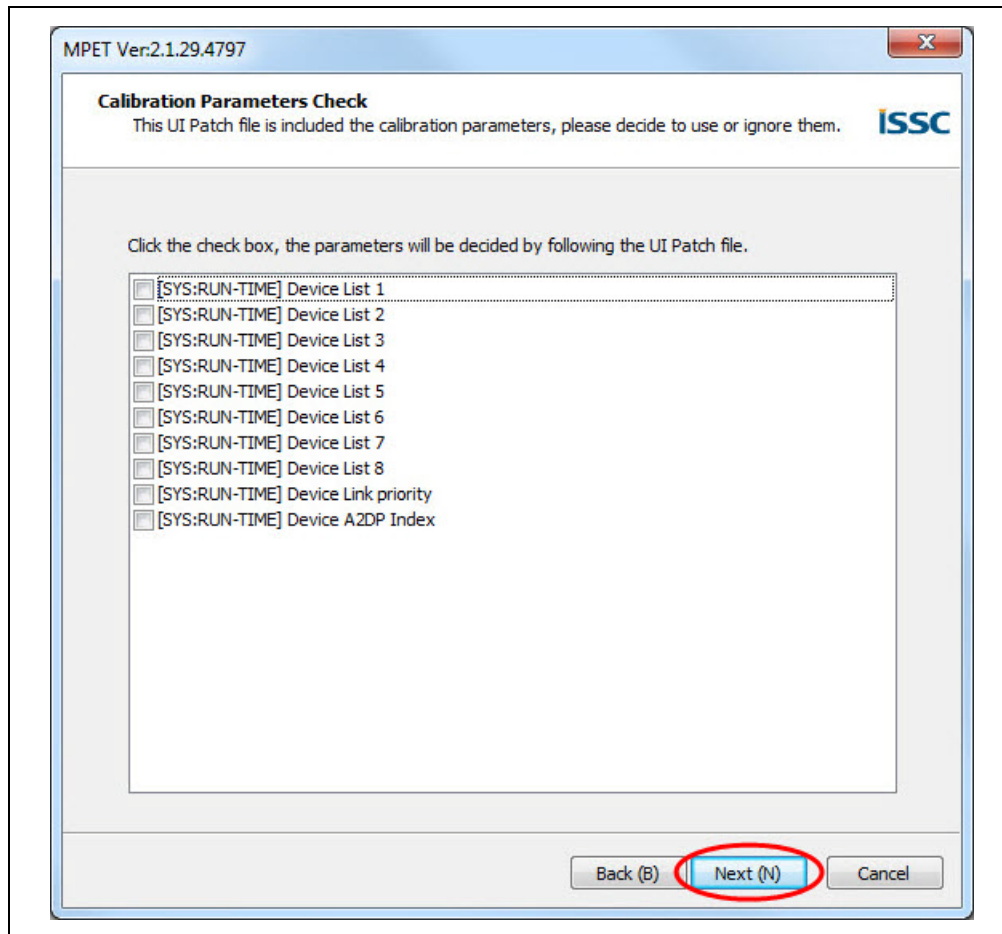 MPET Ver:2.1.29.4797
Calibration Parameters Check
This UI Patch file is included the calibration parameters, please decide to use or ignore them.
ISSC
Click the check box, the parameters will be decided by following the UI Patch file.
[SYS:RUN-TIME] Device List 1
[SYS:RUN-TIME] Device List 2
[SYS:RUN-TIME] Device List 3
[SYS:RUN-TIME] Device List 4
[SYS:RUN-TIME] Device List 5
[SYS:RUN-TIME] Device List 6
[SYS:RUN-TIME] Device List 7
[SYS:RUN-TIME] Device List 8
[SYS:RUN-TIME] Device Link priority
[SYS:RUN-TIME] Device A2DP Index
Back (B) Next (N) Cancel